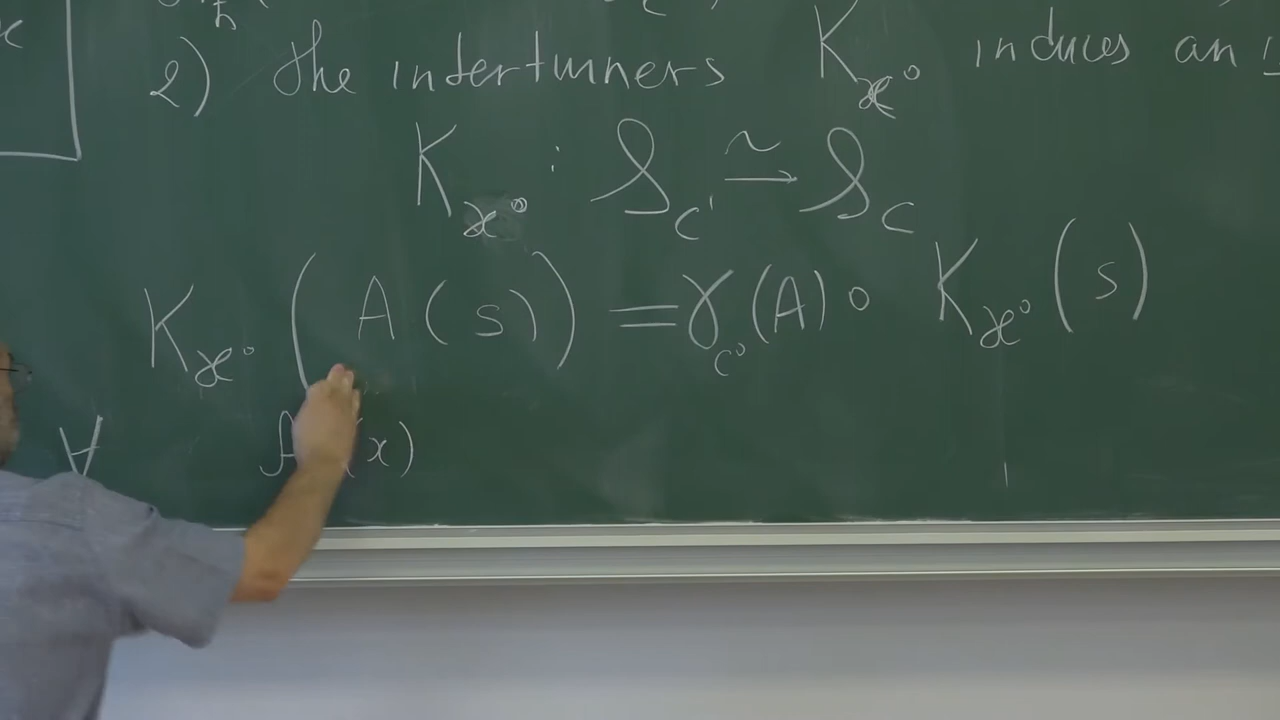 2) the intertwiners K_{𝓍°} induces an
K_{𝓍°} : 𝒮_{c'} ⥲ 𝒮_c
K_{𝓍°} ( A (s) ) = γ_{c°} (A) ∘ K_{𝓍°} (s)
∀ A (x)